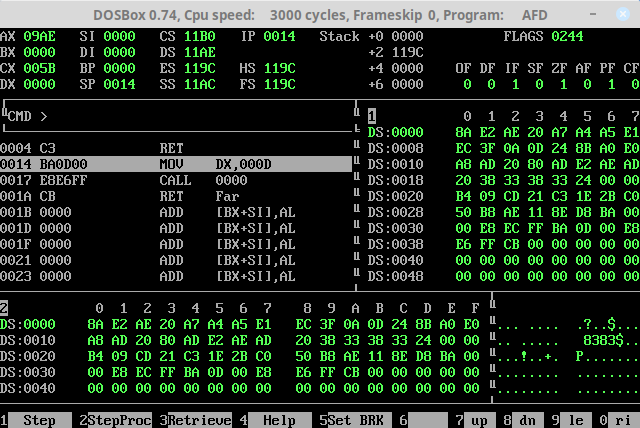 DOSBox 0.74, Cpu speed: 3000 cycles, Frameskip 0, Program: AFD
AX 09AE SI 0000 CS 11B0 IP 0014 Stack +0 0000 FLAGS 0244
BX 0000 DI 0000 DS 11AE +2 119C
CX 005B BP 0000 ES 119C HS 119C +4 0000 OF DF IF SF ZF AF PF CF
DX 0000 SP 0014 SS 11AC FS 119C +6 0000 0 0 1 0 1 0 1 0
CMD >
1 0 1 2 3 4 5 6 7
DS:0000 8A E2 AE 20 A7 A4 A5 E1
0004 C3 RET DS:0008 EC 3F 0A 0D 24 8B A0 E0
0014 BA0D00 MOV DX,000D DS:0010 A8 AD 20 80 AD E2 AE AD
0017 E8E6FF CALL 0000 DS:0018 20 38 33 38 33 24 00 00
001A CB RET Far DS:0020 B4 09 CD 21 C3 1E 2B C0
001B 0000 ADD [BX+SI],AL DS:0028 50 B8 AE 11 8E D8 BA 00
001D 0000 ADD [BX+SI],AL DS:0030 00 E8 EC FF BA 0D 00 E8
001F 0000 ADD [BX+SI],AL DS:0038 E6 FF CB 00 00 00 00 00
0021 0000 ADD [BX+SI],AL DS:0040 00 00 00 00 00 00 00 00
0023 0000 ADD [BX+SI],AL DS:0048 00 00 00 00 00 00 00 00
2 0 1 2 3 4 5 6 7 8 9 A B C D E F
DS:0000 8A E2 AE 20 A7 A4 A5 E1 EC 3F 0A 0D 24 8B A0 E0 ... .... .?..$...
DS:0010 A8 AD 20 80 AD E2 AE AD 20 38 33 38 33 24 00 00 .. ..... 8383$..
DS:0020 B4 09 CD 21 C3 1E 2B C0 50 B8 AE 11 8E D8 BA 00 ...!..+. P.......
DS:0030 00 E8 EC FF BA 0D 00 E8 E6 FF CB 00 00 00 00 00 ........ ........
DS:0040 00 00 00 00 00 00 00 00 00 00 00 00 00 00 00 00 ........ ........
1 Step 2 StepProc 3 Retrieve 4 Help 5 Set BRK 6 7 up 8 dn 9 le 0 ri